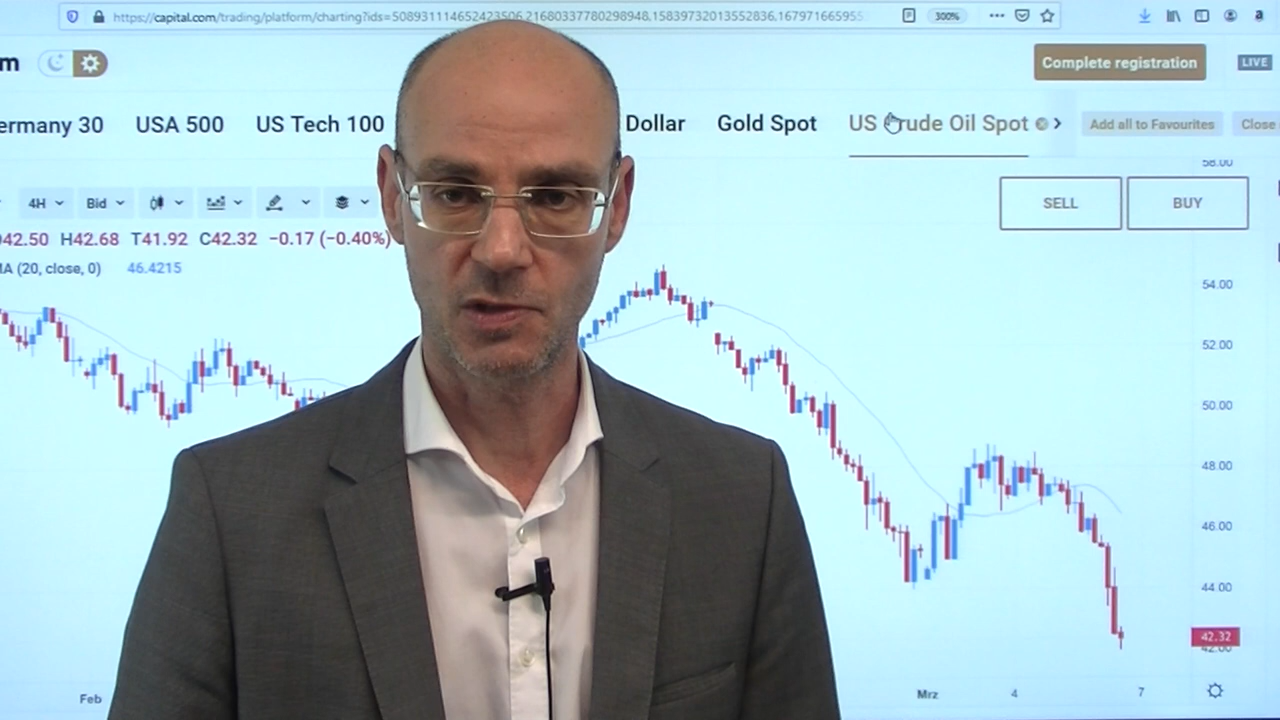 https://capital.com/trading/platform/charting?ids=508931114652423506,21680337780298948,15839732013552836,167971665955
300%
m
Complete registration
LIVE
ermany 30 USA 500 US Tech 100 Dollar Gold Spot US Crude Oil Spot
Add all to Favourites Close
58.00
4H Bid
SELL BUY
O42.50 H42.68 T41.92 C42.32 −0.17 (−0.40%)
MA (20, close, 0) 46.4215
54.00
52.00
50.00
48.00
46.00
44.00
42.32
42.00
Feb Mrz 4 7